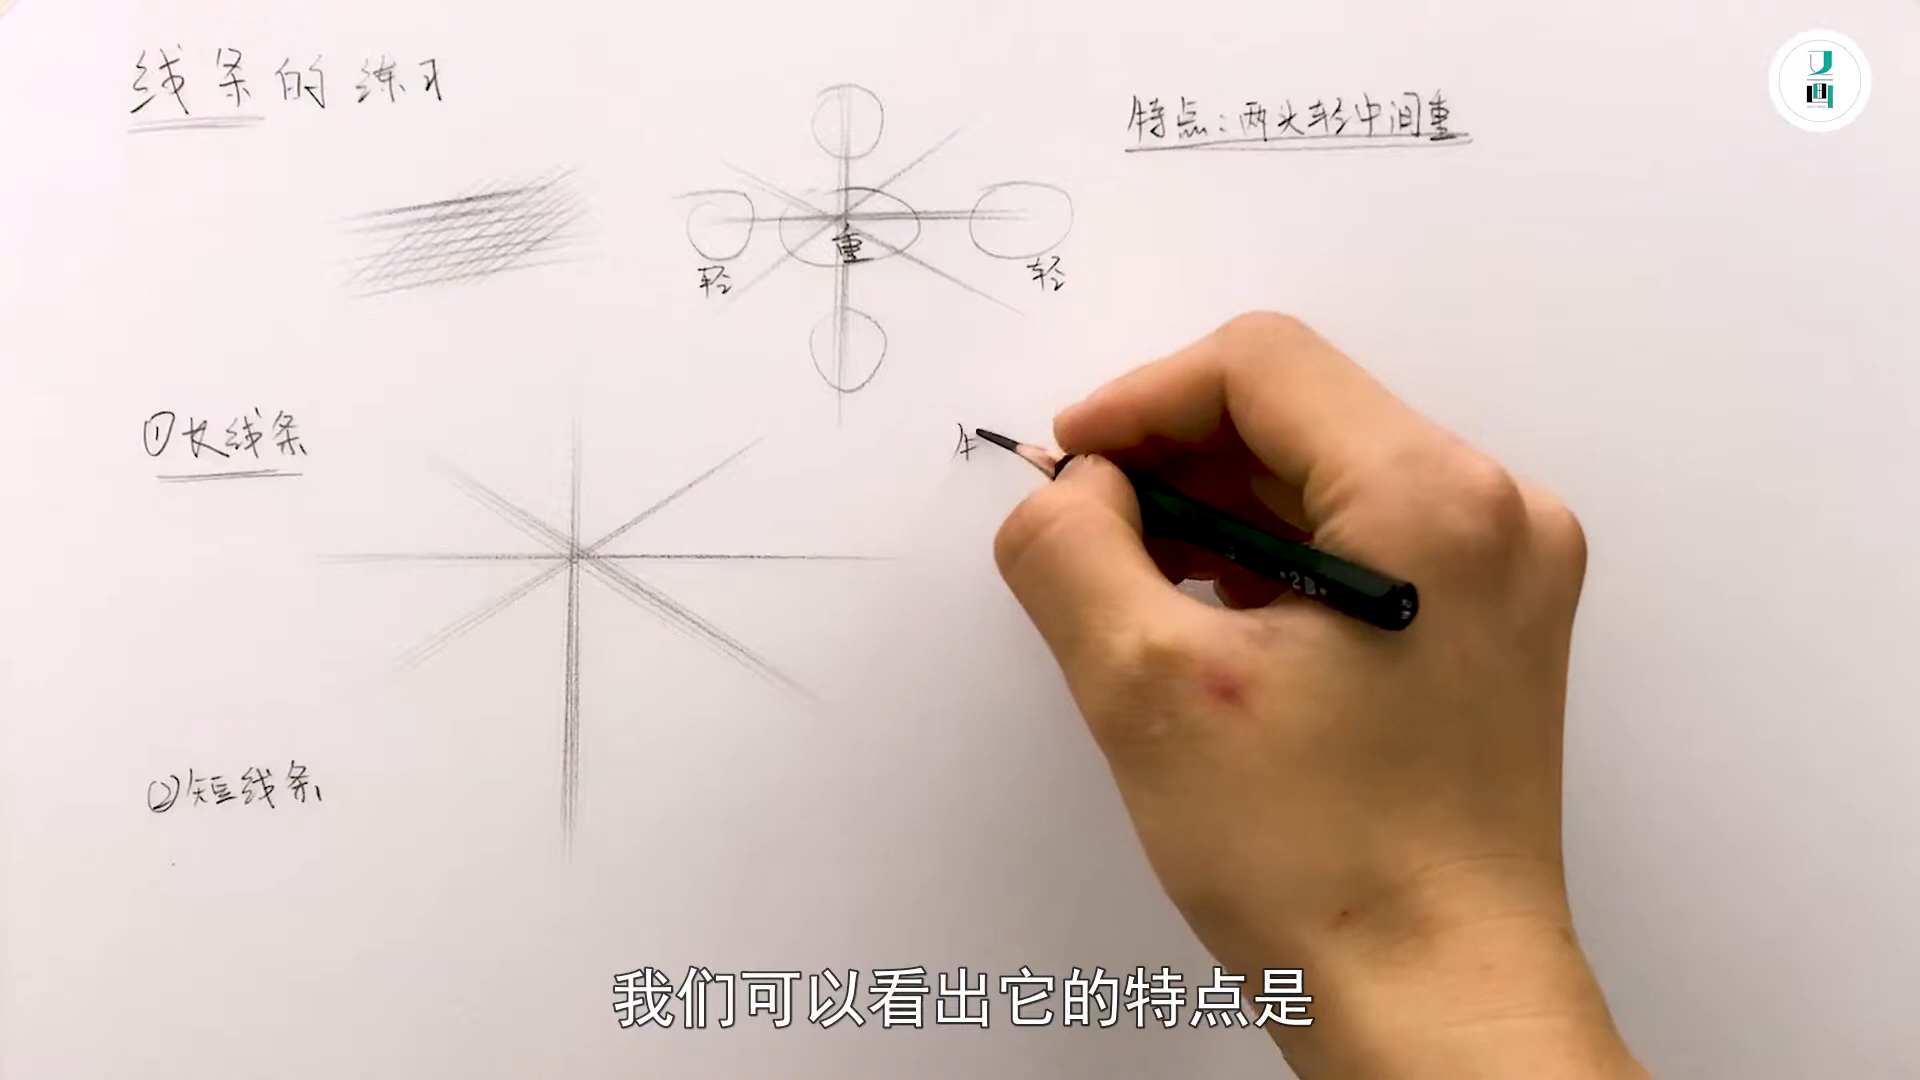 线条的练习
特点：两头轻中间重
重
轻
轻
①长线条
②短线条
2B
我们可以看出它的特点是